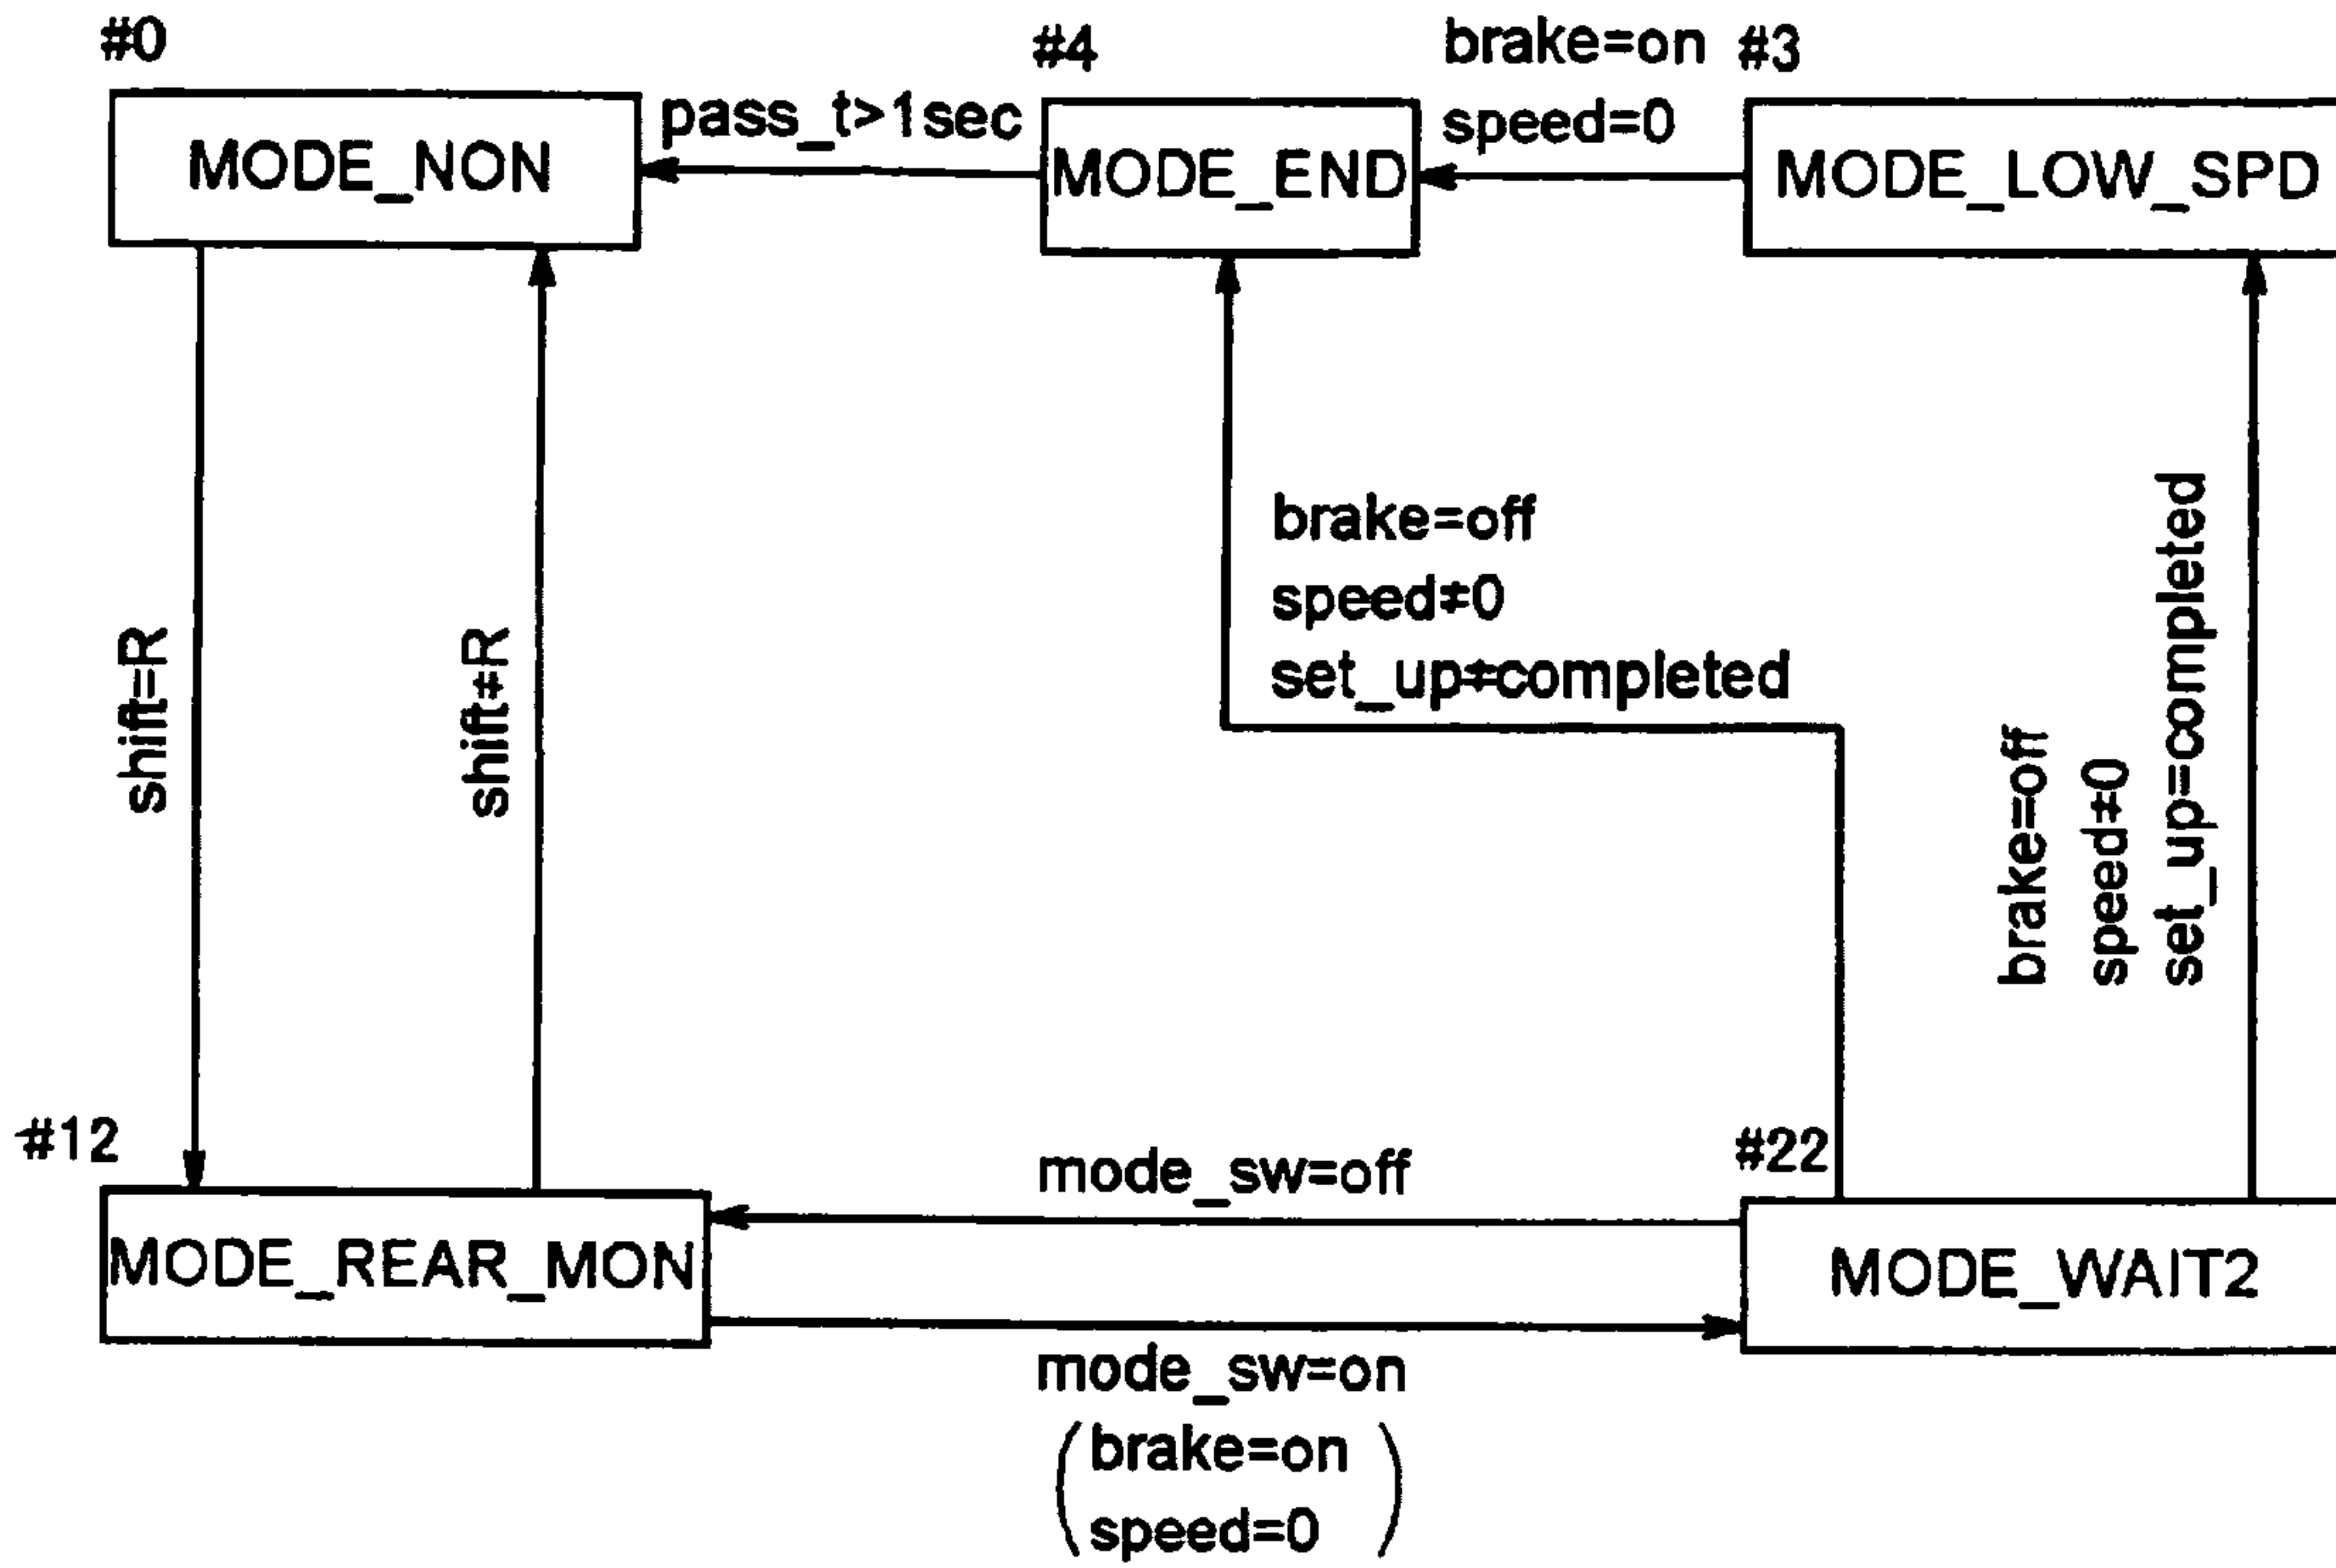 #0
#4
brake=on
#3
pass_t>1sec
speed=0
MODE_NON
MODE_END
MODE_LOW_SPD
brake=off
speed≠0
set_up≠completed
shift=R
shift≠R
brake=off
speed≠0
set_up=completed
#12
mode_sw=off
#22
MODE_REAR_MON
MODE_WAIT2
mode_sw=on
(brake=on
speed=0)